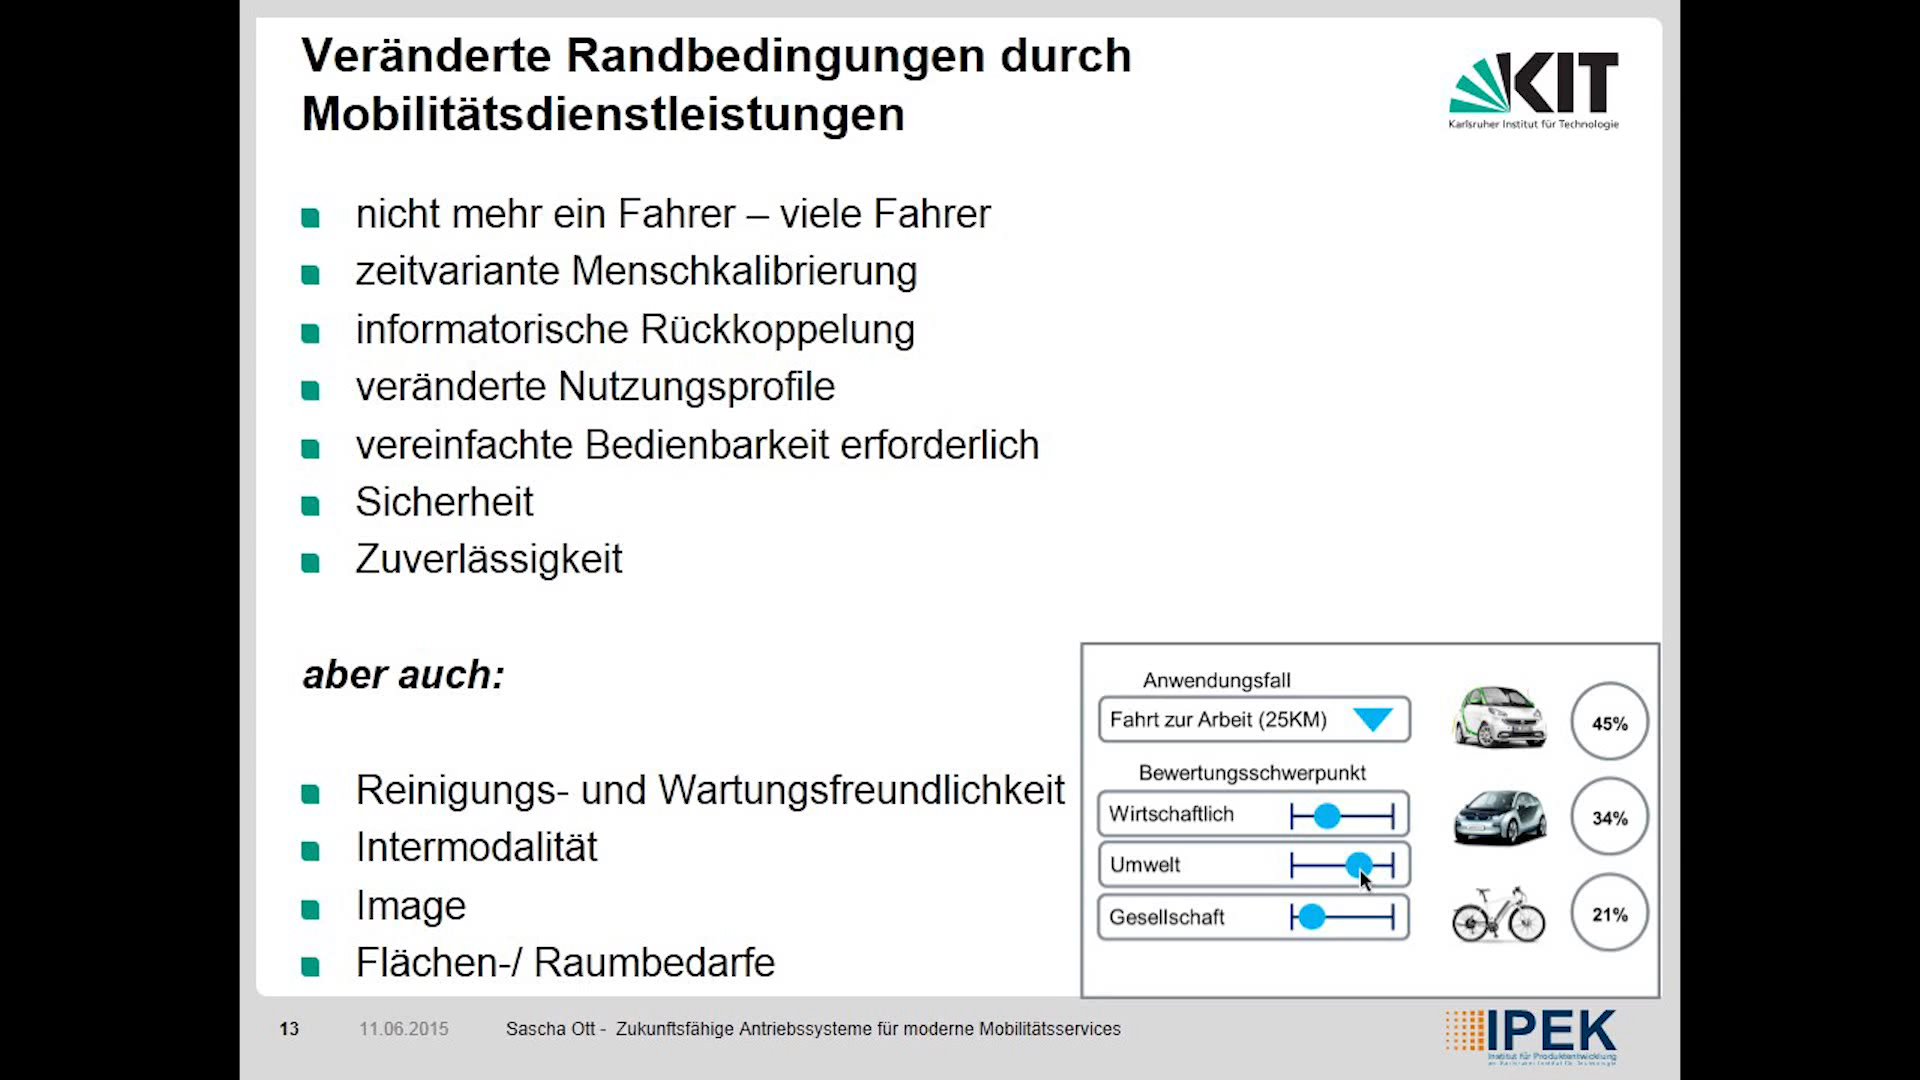 Veränderte Randbedingungen durch
Mobilitätsdienstleistungen
KIT
Karlsruher Institut für Technologie
nicht mehr ein Fahrer – viele Fahrer
zeitvariante Menschkalibrierung
informatorische Rückkoppelung
veränderte Nutzungsprofile
vereinfachte Bedienbarkeit erforderlich
Sicherheit
Zuverlässigkeit
aber auch:
Reinigungs- und Wartungsfreundlichkeit
Intermodalität
Image
Flächen-/ Raumbedarfe
Anwendungsfall
Fahrt zur Arbeit (25KM)
Bewertungsschwerpunkt
Wirtschaftlich
Umwelt
Gesellschaft
45%
34%
21%
13 11.06.2015 Sascha Ott - Zukunftsfähige Antriebssysteme für moderne Mobilitätsservices
IPEK
Institut für Produktentwicklung